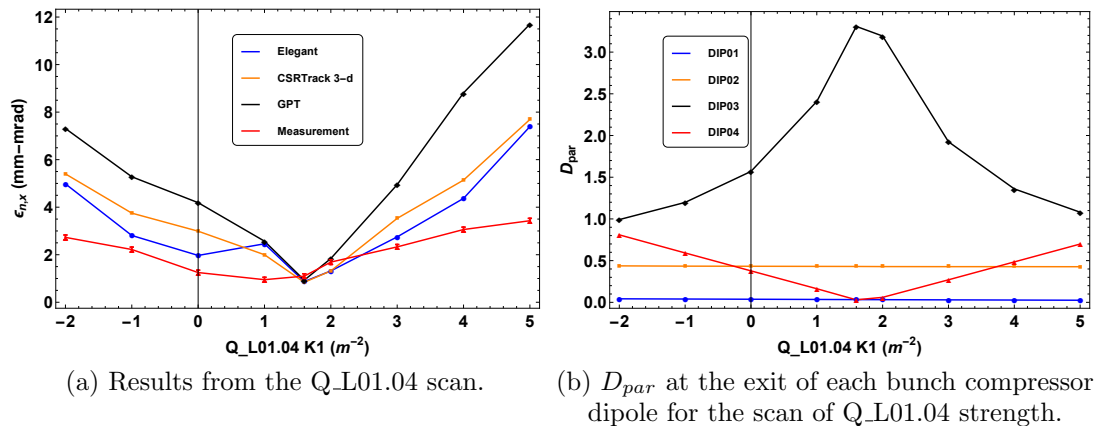 12
10
8
6
4
2
0
ϵn,x (mm-mrad)
Elegant
CSRTrack 3-d
GPT
Measurement
-2 -1 0 1 2 3 4 5
Q_L01.04 K1 (m⁻²)
(a) Results from the Q_L01.04 scan.
3.0
2.5
2.0
1.5
1.0
0.5
0.0
Dpar
DIP01
DIP02
DIP03
DIP04
-2 -1 0 1 2 3 4 5
Q_L01.04 K1 (m⁻²)
(b) Dpar at the exit of each bunch compressor
dipole for the scan of Q_L01.04 strength.